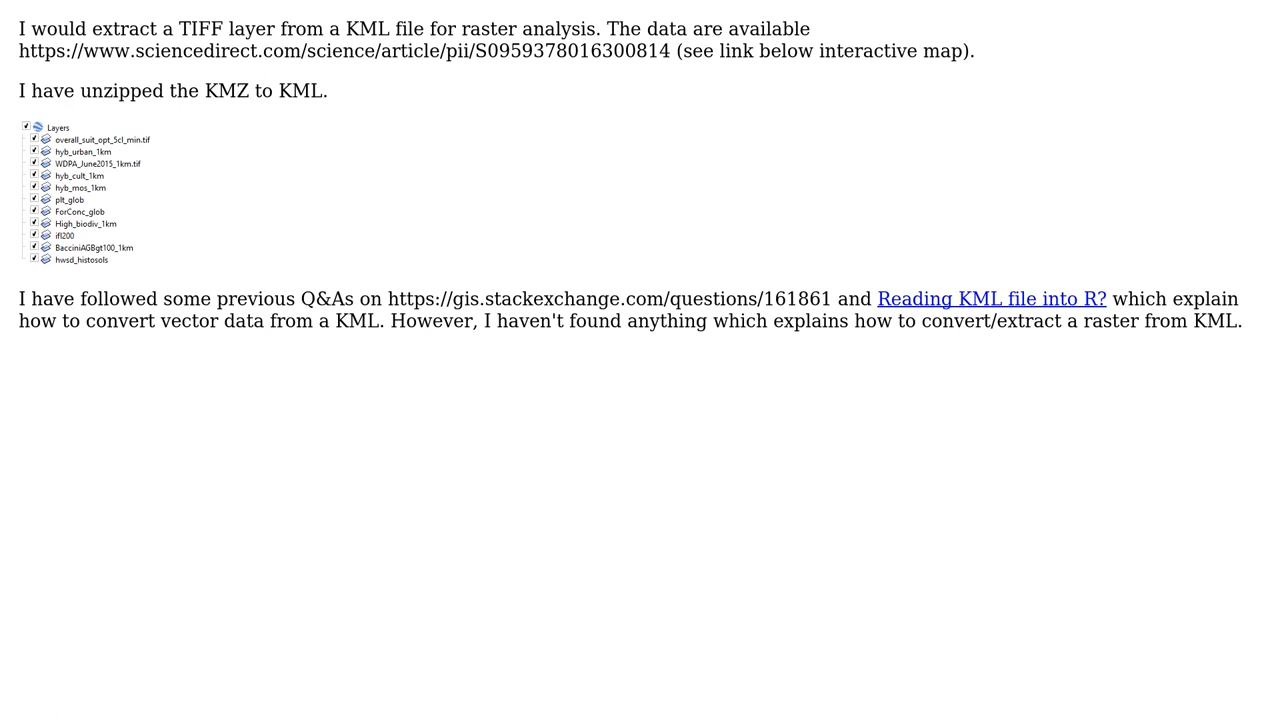 I would extract a TIFF layer from a KML file for raster analysis. The data are available
https://www.sciencedirect.com/science/article/pii/S0959378016300814 (see link below interactive map).
I have unzipped the KMZ to KML.
Layers
overall_suit_opt_5cl_min.tif
hyb_urban_1km
WDPA_June2015_1km.tif
hyb_cult_1km
hyb_mos_1km
plt_glob
ForConc_glob
High_biodiv_1km
ifl200
BacciniAGBgt100_1km
hwsd_histosols
I have followed some previous Q&As on https://gis.stackexchange.com/questions/161861 and Reading KML file into R? which explain
how to convert vector data from a KML. However, I haven't found anything which explains how to convert/extract a raster from KML.